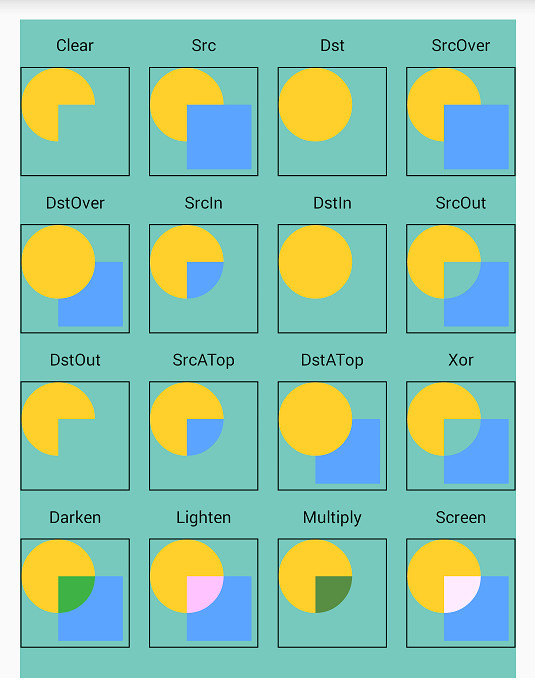 Clear Src Dst SrcOver
DstOver SrcIn DstIn SrcOut
DstOut SrcATop DstATop Xor
Darken Lighten Multiply Screen